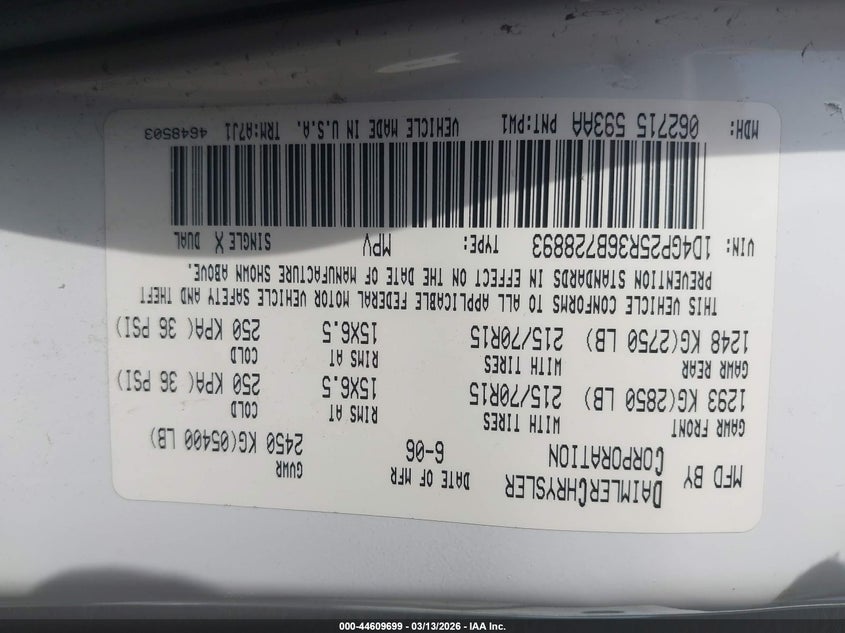 MFD BY DAIMLERCHRYSLER CORPORATION DATE OF MFR 6-06 GVWR 2450 KG(05400 LB)
GAWR FRONT WITH TIRES RIMS AT COLD
1293 KG(2850 LB) 215/70R15 15X6.5 250 KPA( 36 PSI)
GAWR REAR WITH TIRES RIMS AT COLD
1248 KG(2750 LB) 215/70R15 15X6.5 250 KPA( 36 PSI)
THIS VEHICLE CONFORMS TO ALL APPLICABLE FEDERAL MOTOR VEHICLE SAFETY AND THEFT
PREVENTION STANDARDS IN EFFECT ON THE DATE OF MANUFACTURE SHOWN ABOVE.
VIN: 1D4GP25R36B728893 TYPE: MPV SINGLE X DUAL
MDH: 062715 593AA PNT:PW1 VEHICLE MADE IN U.S.A. TRM:A7J1 4648503
000-44609699 | 03/13/2026 - IAA Inc.